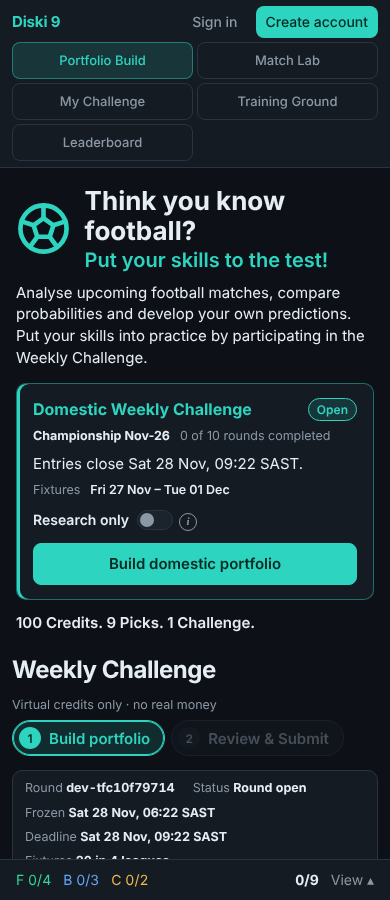 Diski 9
Sign in
Create account
Portfolio Build
Match Lab
My Challenge
Training Ground
Leaderboard
Think you know
football?
Put your skills to the test!
Analyse upcoming football matches, compare
probabilities and develop your own predictions.
Put your skills into practice by participating in the
Weekly Challenge.
Domestic Weekly Challenge
Open
Championship Nov-26 0 of 10 rounds completed
Entries close Sat 28 Nov, 09:22 SAST.
Fixtures Fri 27 Nov – Tue 01 Dec
Research only i
Build domestic portfolio
100 Credits. 9 Picks. 1 Challenge.
Weekly Challenge
Virtual credits only · no real money
1 Build portfolio
2 Review & Submit
Round dev-tfc10f79714 Status Round open
Frozen Sat 28 Nov, 06:22 SAST
Deadline Sat 28 Nov, 09:22 SAST
Fixtures 20 in 4 leagues
F 0/4 B 0/3 C 0/2 0/9 View ▴